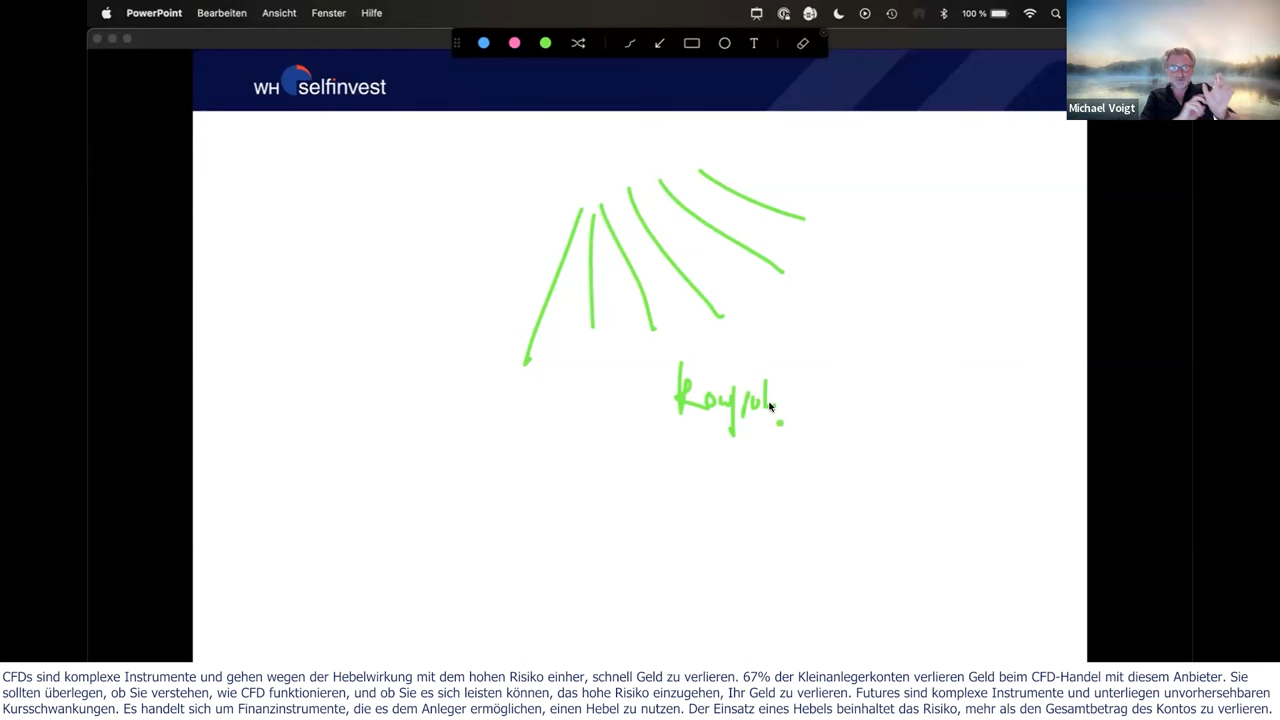 PowerPoint Bearbeiten Ansicht Fenster Hilfe
100 %
T
WH selfinvest
Michael Voigt
CFDs sind komplexe Instrumente und gehen wegen der Hebelwirkung mit dem hohen Risiko einher, schnell Geld zu verlieren. 67% der Kleinanlegerkonten verlieren Geld beim CFD-Handel mit diesem Anbieter. Sie
sollten überlegen, ob Sie verstehen, wie CFD funktionieren, und ob Sie es sich leisten können, das hohe Risiko einzugehen, Ihr Geld zu verlieren. Futures sind komplexe Instrumente und unterliegen unvorhersehbaren
Kursschwankungen. Es handelt sich um Finanzinstrumente, die es dem Anleger ermöglichen, einen Hebel zu nutzen. Der Einsatz eines Hebels beinhaltet das Risiko, mehr als den Gesamtbetrag des Kontos zu verlieren.